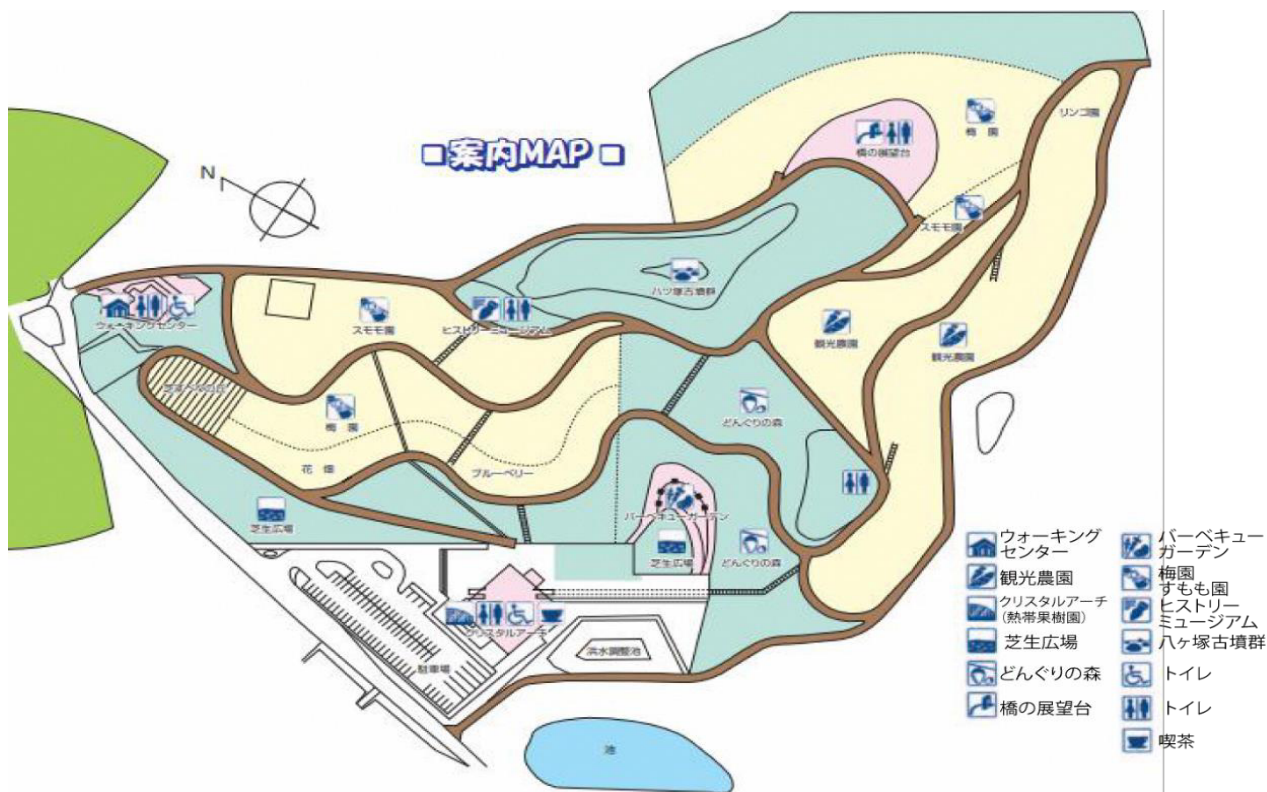 ■案内MAP■
N
リンゴ園
梅 園
橋の展望台
スモモ園
八ツ塚古墳群
ウォーキングセンター
スモモ園
ヒストリーミュージアム
観光農園
観光農園
芝すべりの丘
梅 園
どんぐりの森
花 畑
ブルーベリー
芝生広場
バーベキューガーデン
芝生広場
どんぐりの森
クリスタルアーチ
洪水調整池
駐車場
池
ウォーキング
センター
観光農園
クリスタルアーチ
(熱帯果樹園)
芝生広場
どんぐりの森
橋の展望台
バーベキュー
ガーデン
梅園
すもも園
ヒストリー
ミュージアム
八ヶ塚古墳群
トイレ
トイレ
喫茶